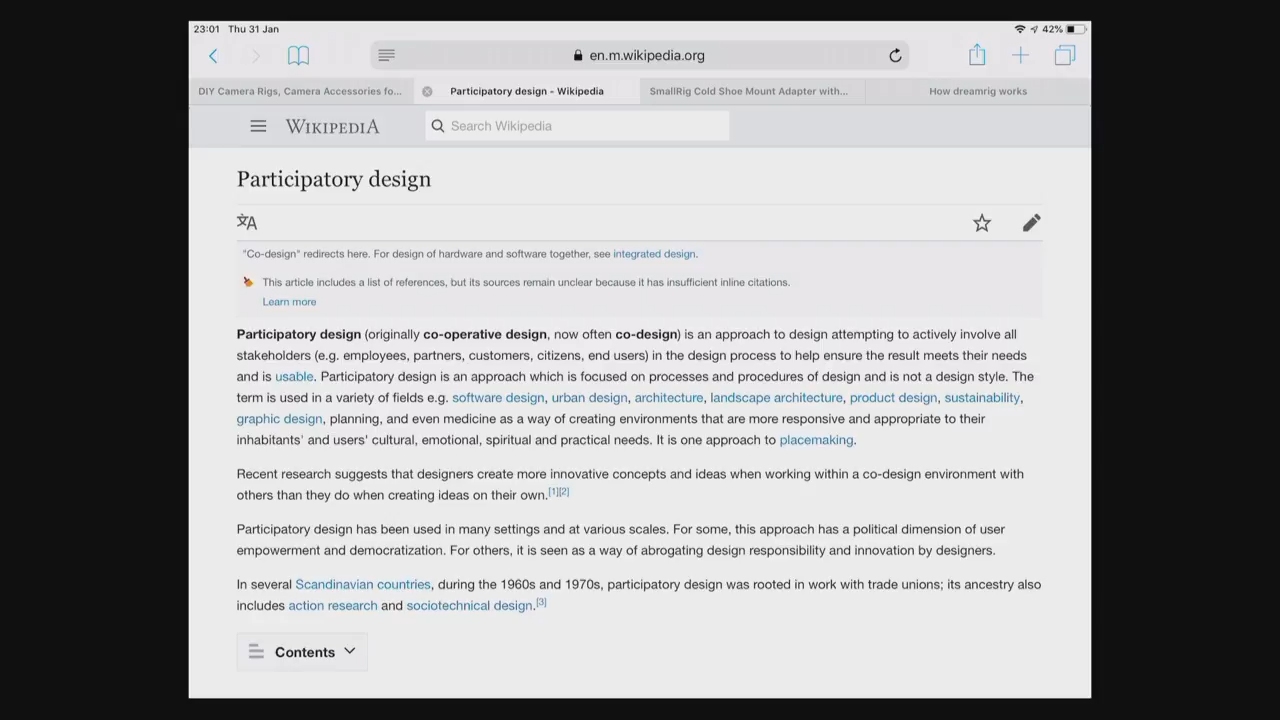 23:01 Thu 31 Jan 42%
en.m.wikipedia.org
DIY Camera Rigs, Camera Accessories fo... Participatory design - Wikipedia SmallRig Cold Shoe Mount Adapter with... How dreamrig works
WIKIPEDIA Search Wikipedia
Participatory design
文A
"Co-design" redirects here. For design of hardware and software together, see integrated design.
This article includes a list of references, but its sources remain unclear because it has insufficient inline citations.
Learn more
Participatory design (originally co-operative design, now often co-design) is an approach to design attempting to actively involve all
stakeholders (e.g. employees, partners, customers, citizens, end users) in the design process to help ensure the result meets their needs
and is usable. Participatory design is an approach which is focused on processes and procedures of design and is not a design style. The
term is used in a variety of fields e.g. software design, urban design, architecture, landscape architecture, product design, sustainability,
graphic design, planning, and even medicine as a way of creating environments that are more responsive and appropriate to their
inhabitants' and users' cultural, emotional, spiritual and practical needs. It is one approach to placemaking.
Recent research suggests that designers create more innovative concepts and ideas when working within a co-design environment with
others than they do when creating ideas on their own.[1][2]
Participatory design has been used in many settings and at various scales. For some, this approach has a political dimension of user
empowerment and democratization. For others, it is seen as a way of abrogating design responsibility and innovation by designers.
In several Scandinavian countries, during the 1960s and 1970s, participatory design was rooted in work with trade unions; its ancestry also
includes action research and sociotechnical design.[3]
Contents